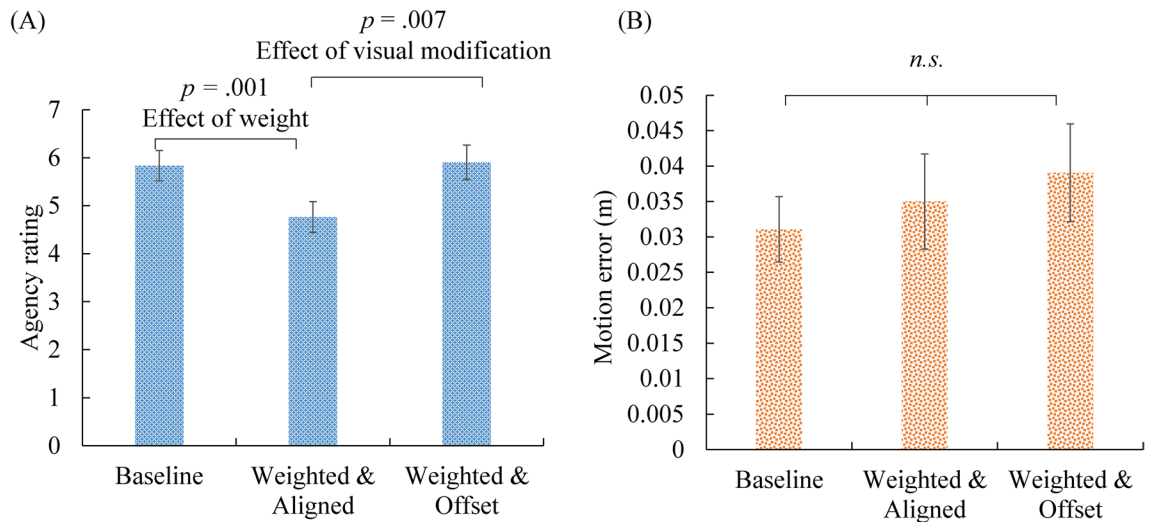 (A)
p = .007
Effect of visual modification
p = .001
Effect of weight
7
6
5
4
3
2
1
0
Agency rating
Baseline
Weighted &
Aligned
Weighted &
Offset
(B)
n.s.
0.05
0.045
0.04
0.035
0.03
0.025
0.02
0.015
0.01
0.005
0
Motion error (m)
Baseline
Weighted &
Aligned
Weighted &
Offset